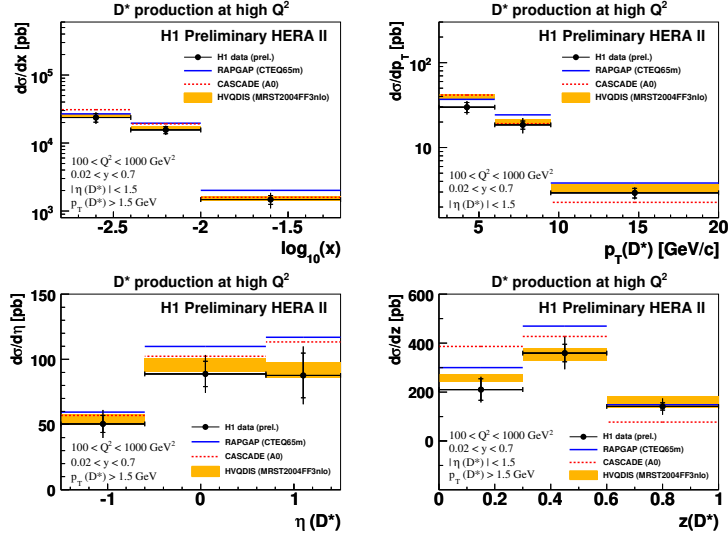 D* production at high Q²
dσ/dx [pb]
H1 Preliminary HERA II
H1 data (prel.)
RAPGAP (CTEQ65m)
CASCADE (A0)
HVQDIS (MRST2004FF3nlo)
10⁵
10⁴
10³
100 < Q² < 1000 GeV²
0.02 < y < 0.7
| η (D*) | < 1.5
p_T (D*) > 1.5 GeV
-2.5 -2 -1.5
log₁₀(x)
D* production at high Q²
dσ/dp_T [pb]
H1 Preliminary HERA II
H1 data (prel.)
RAPGAP (CTEQ65m)
CASCADE (A0)
HVQDIS (MRST2004FF3nlo)
10²
10
1
100 < Q² < 1000 GeV²
0.02 < y < 0.7
| η (D*) | < 1.5
5 10 15 20
p_T(D*) [GeV/c]
D* production at high Q²
dσ/dη [pb]
H1 Preliminary HERA II
150
100
50
0
100 < Q² < 1000 GeV²
0.02 < y < 0.7
| η (D*) | < 1.5
p_T (D*) > 1.5 GeV
H1 data (prel.)
RAPGAP (CTEQ65m)
CASCADE (A0)
HVQDIS (MRST2004FF3nlo)
-1 0 1
η (D*)
D* production at high Q²
dσ/dz [pb]
H1 Preliminary HERA II
600
400
200
0
100 < Q² < 1000 GeV²
0.02 < y < 0.7
| η (D*) | < 1.5
p_T (D*) > 1.5 GeV
H1 data (prel.)
RAPGAP (CTEQ65m)
CASCADE (A0)
HVQDIS (MRST2004FF3nlo)
0 0.2 0.4 0.6 0.8 1
z(D*)